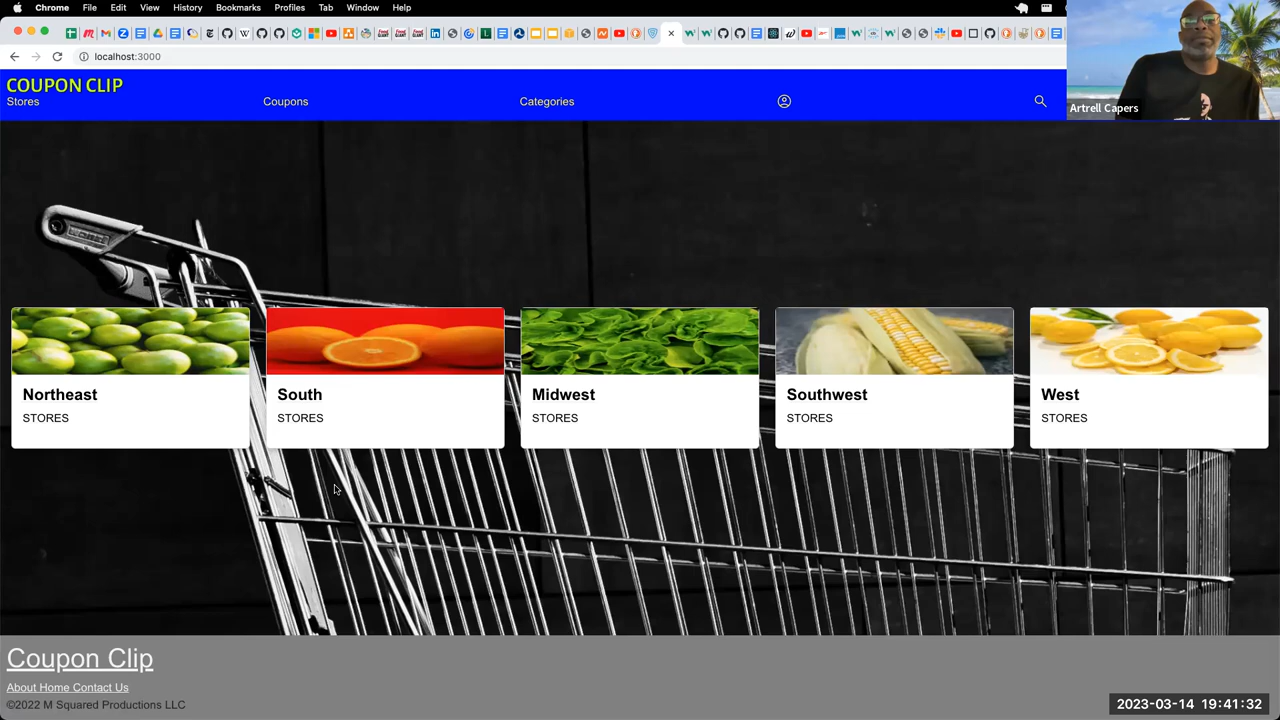 Chrome File Edit View History Bookmarks Profiles Tab Window Help
localhost:3000
COUPON CLIP
Stores Coupons Categories
Artrell Capers
Northeast
STORES
South
STORES
Midwest
STORES
Southwest
STORES
West
STORES
Coupon Clip
About Home Contact Us
©2022 M Squared Productions LLC
2023-03-14 19:41:32